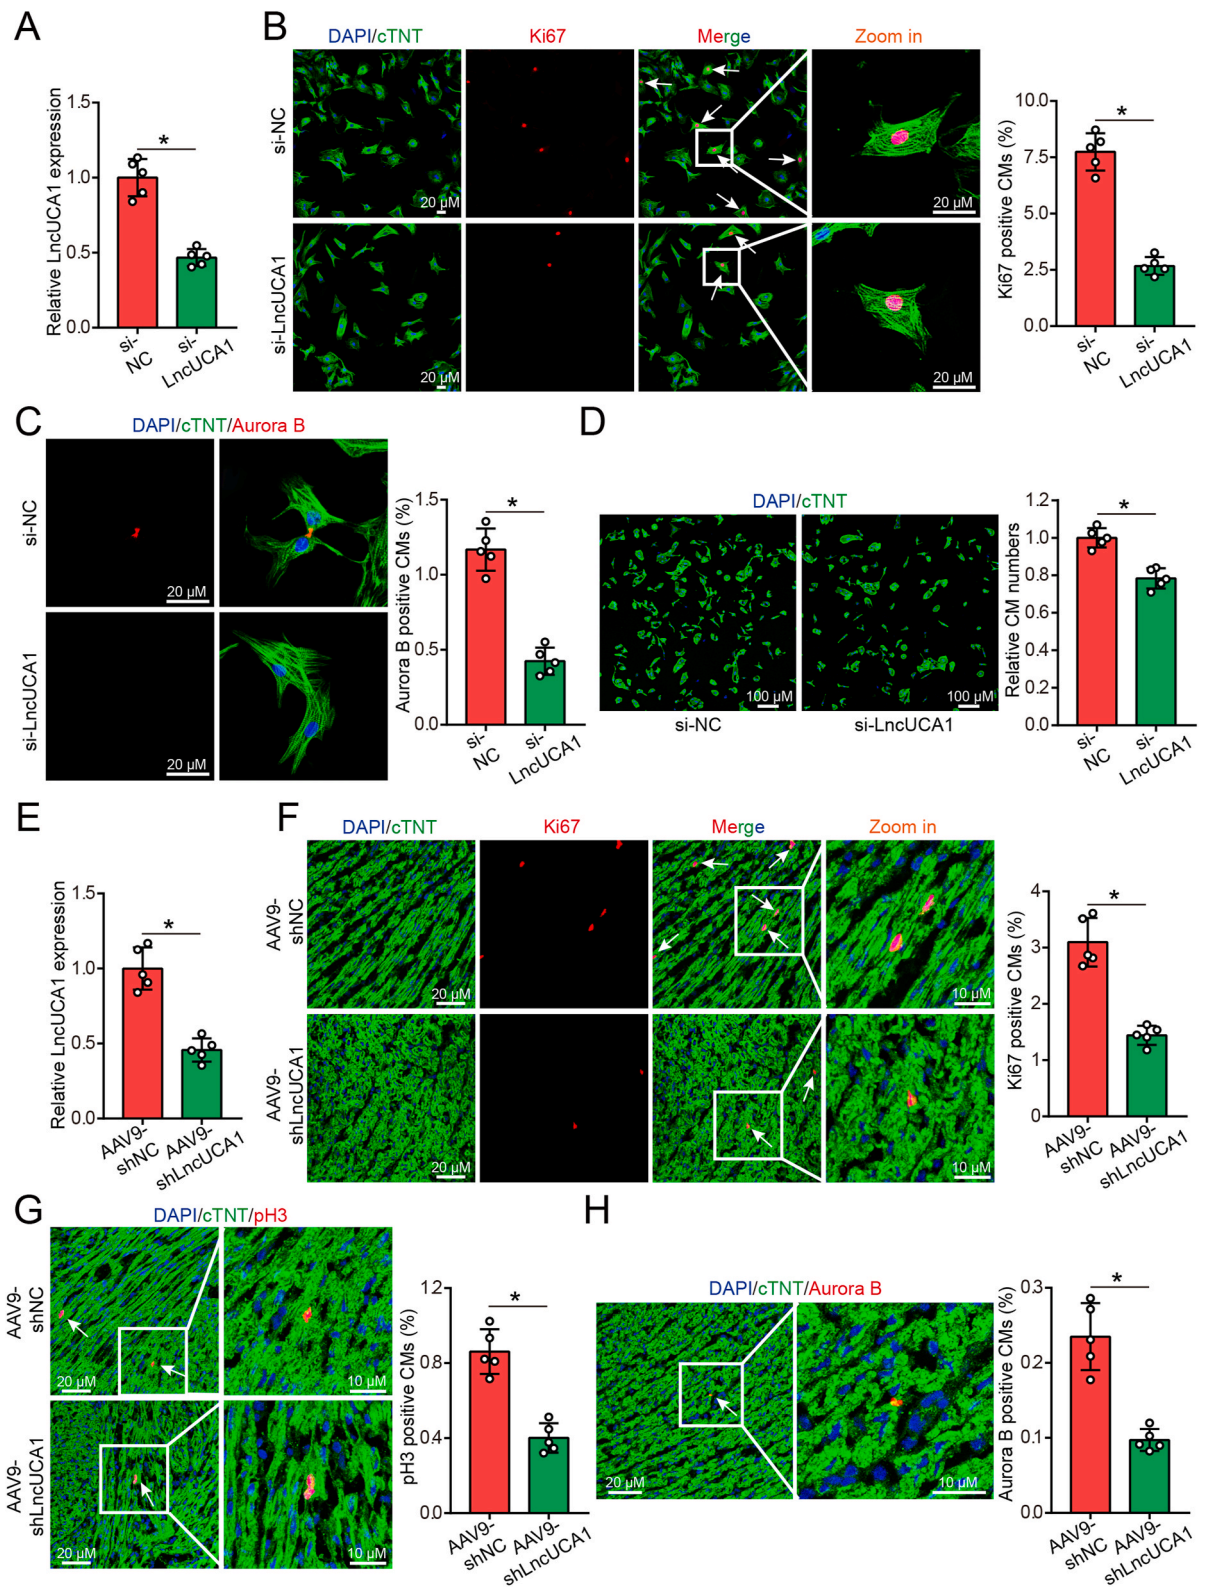 A
Relative LncUCA1 expression
1.5
1.0
0.5
0.0
*
si-
NC
si-
LncUCA1
B
DAPI/cTNT
Ki67
Merge
Zoom in
si-NC
20 μM
20 μM
si-LncUCA1
20 μM
20 μM
Ki67 positive CMs (%)
10.0
7.5
5.0
2.5
0.0
*
si-
NC
si-
LncUCA1
C
DAPI/cTNT/Aurora B
si-NC
20 μM
si-LncUCA1
20 μM
Aurora B positive CMs (%)
1.5
1.0
0.5
0.0
*
si-
NC
si-
LncUCA1
D
DAPI/cTNT
100 μM
100 μM
si-NC
si-LncUCA1
Relative CM numbers
1.2
1.0
0.8
0.6
0.4
0.2
0.0
*
si-
NC
si-
LncUCA1
E
Relative LncUCA1 expression
1.5
1.0
0.5
0.0
*
AAV9-
shNC
AAV9-
shLncUCA1
F
DAPI/cTNT
Ki67
Merge
Zoom in
AAV9-
shNC
20 μM
10 μM
AAV9-
shLncUCA1
20 μM
10 μM
Ki67 positive CMs (%)
4
3
2
1
0
*
AAV9-
shNC
AAV9-
shLncUCA1
G
DAPI/cTNT/pH3
AAV9-
shNC
20 μM
10 μM
AAV9-
shLncUCA1
20 μM
10 μM
pH3 positive CMs (%)
1.2
0.8
0.4
0.0
*
AAV9-
shNC
AAV9-
shLncUCA1
H
DAPI/cTNT/Aurora B
20 μM
10 μM
Aurora B positive CMs (%)
0.3
0.2
0.1
0.0
*
AAV9-
shNC
AAV9-
shLncUCA1